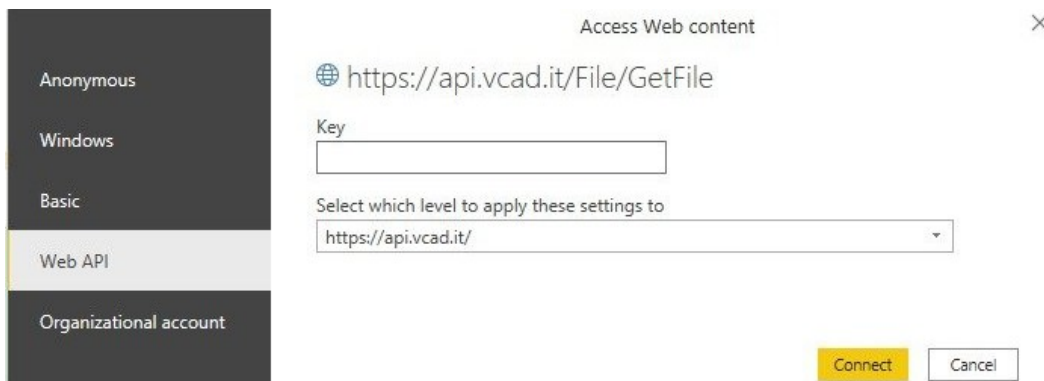 Access Web content
Anonymous
Windows
Basic
Web API
Organizational account
https://api.vcad.it/File/GetFile
Key
Select which level to apply these settings to
https://api.vcad.it/
Connect
Cancel